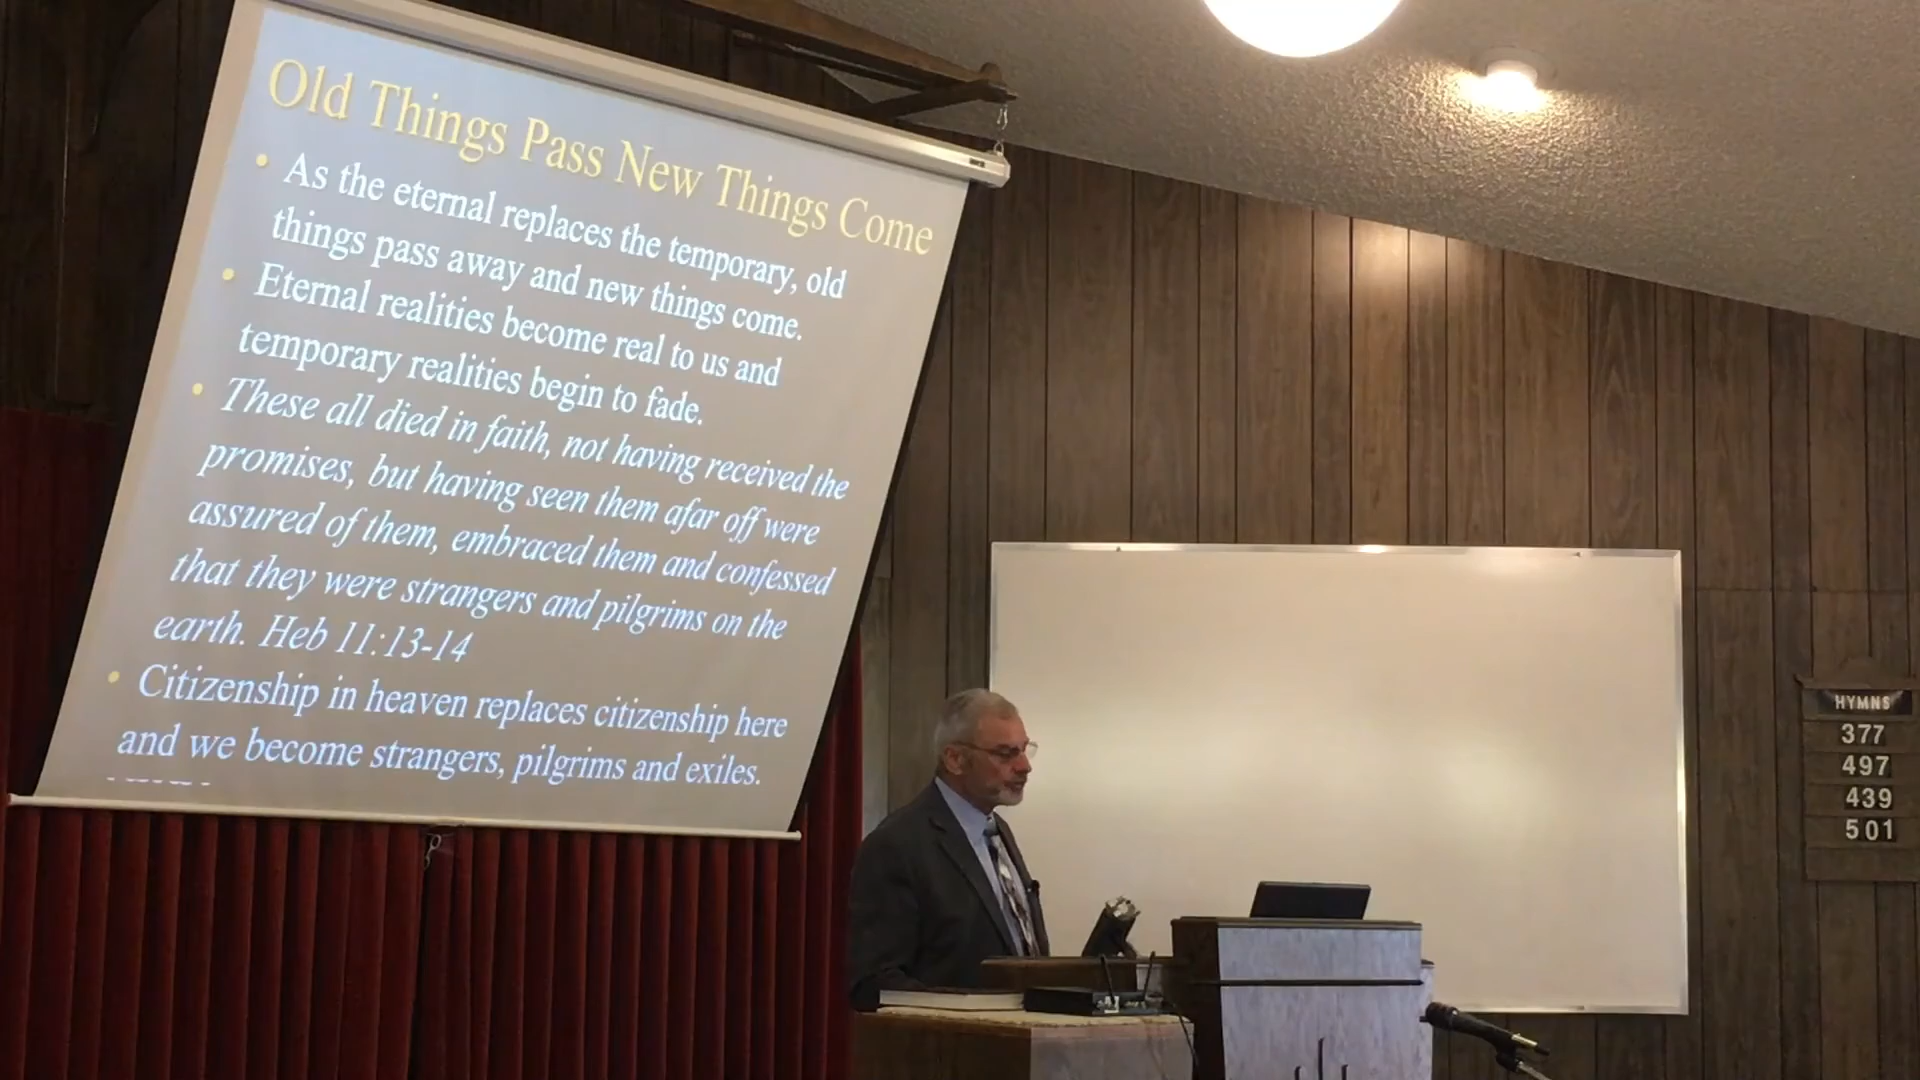 Old Things Pass New Things Come
• As the eternal replaces the temporary, old
things pass away and new things come.
• Eternal realities become real to us and
temporary realities begin to fade.
• These all died in faith, not having received the
promises, but having seen them afar off were
assured of them, embraced them and confessed
that they were strangers and pilgrims on the
earth. Heb 11:13-14
• Citizenship in heaven replaces citizenship here
and we become strangers, pilgrims and exiles.
HYMNS
377
497
439
501